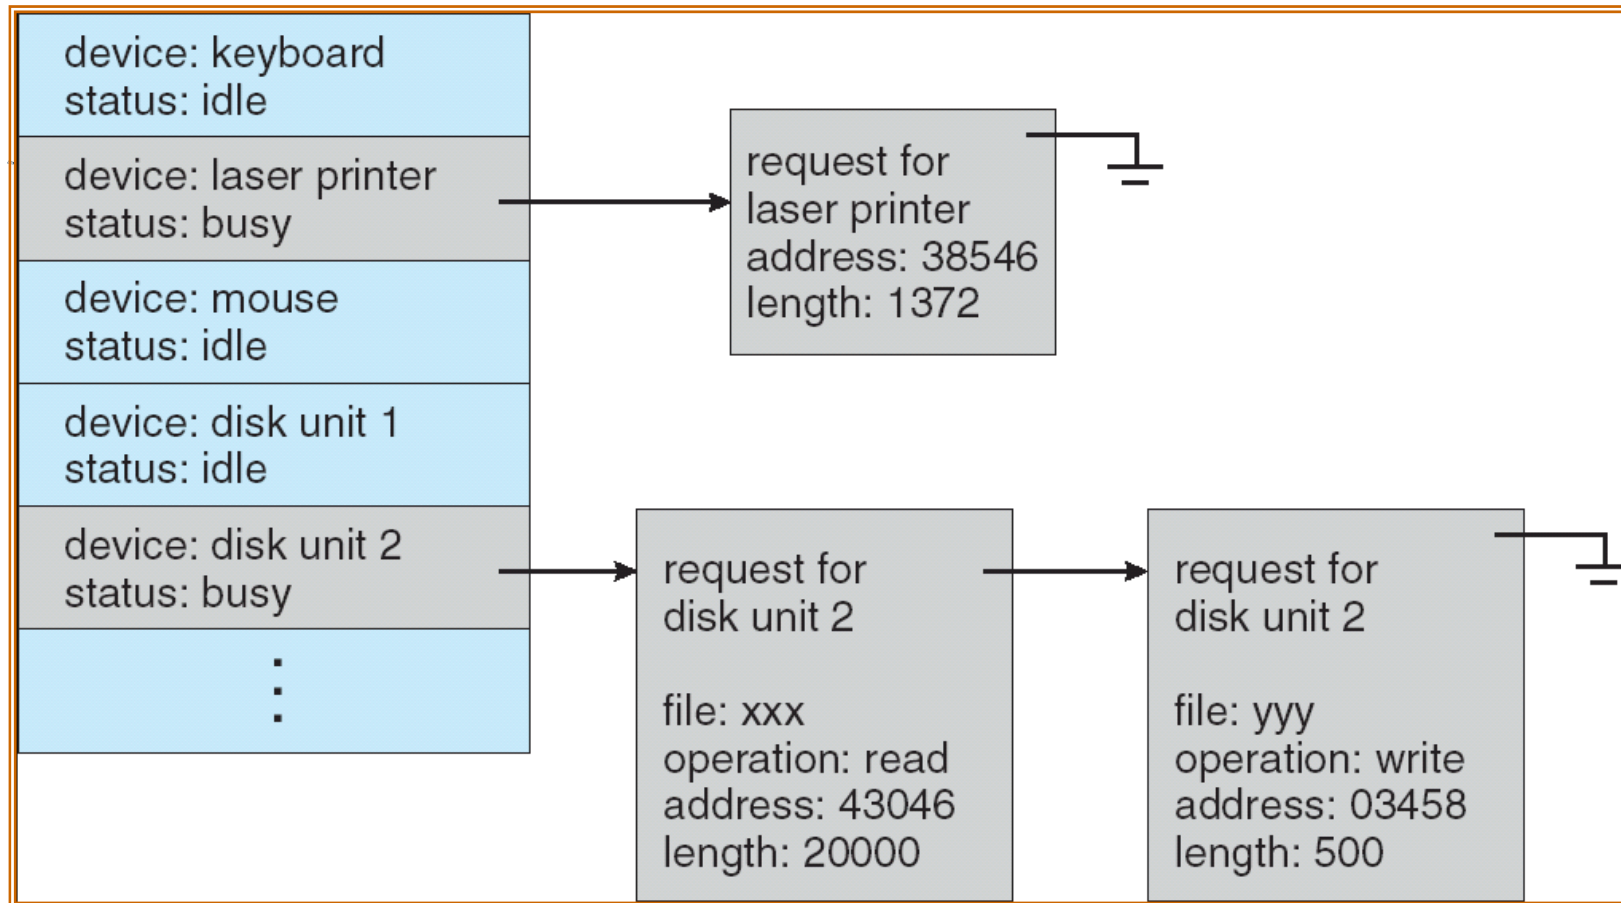 device: keyboard
status: idle
device: laser printer
status: busy
device: mouse
status: idle
device: disk unit 1
status: idle
device: disk unit 2
status: busy
request for
laser printer
address: 38546
length: 1372
request for
disk unit 2
file: xxx
operation: read
address: 43046
length: 20000
request for
disk unit 2
file: yyy
operation: write
address: 03458
length: 500